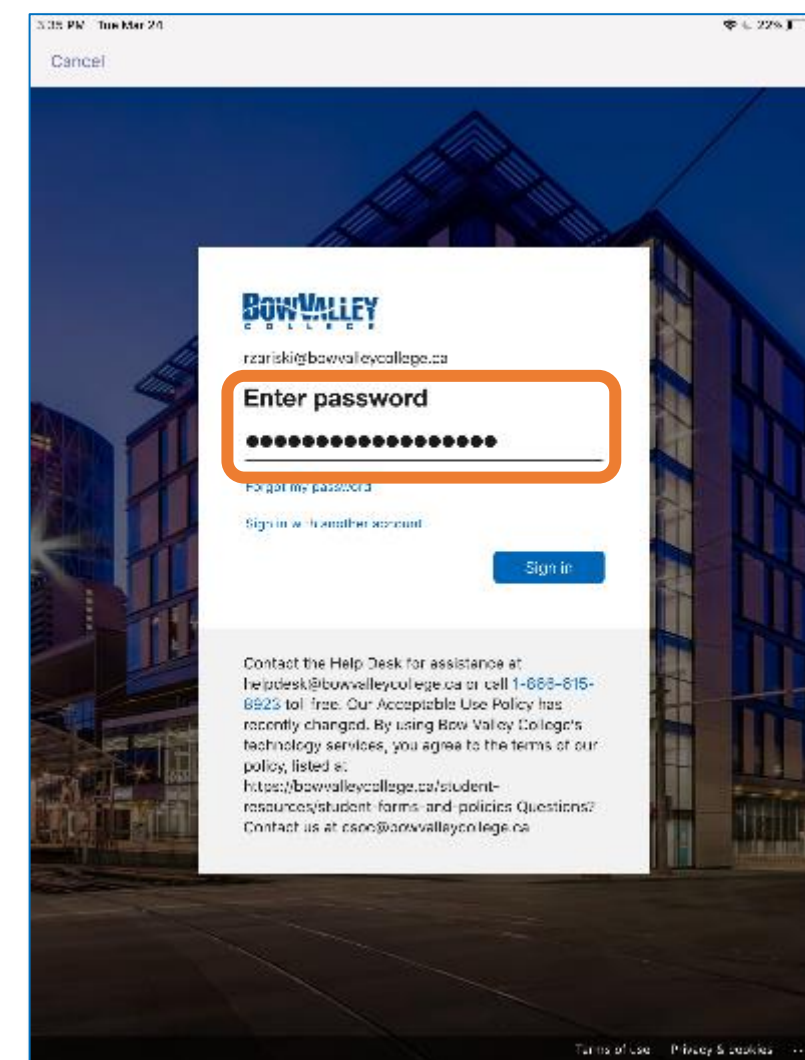 3:35 PM Tue Mar 24
22%
Cancel
BOW VALLEY
COLLEGE
rzariski@bowvalleycollege.ca
Enter password
Forgot my password
Sign in with another account
Sign in
Contact the Help Desk for assistance at
helpdesk@bowvalleycollege.ca or call 1-866-615-
8923 toll free. Our Acceptable Use Policy has
recently changed. By using Bow Valley College's
technology services, you agree to the terms of our
policy, listed at
https://bowvalleycollege.ca/student-
resources/student-forms-and-policies Questions?
Contact us at csoc@bowvalleycollege.ca
Terms of use Privacy & cookies ...